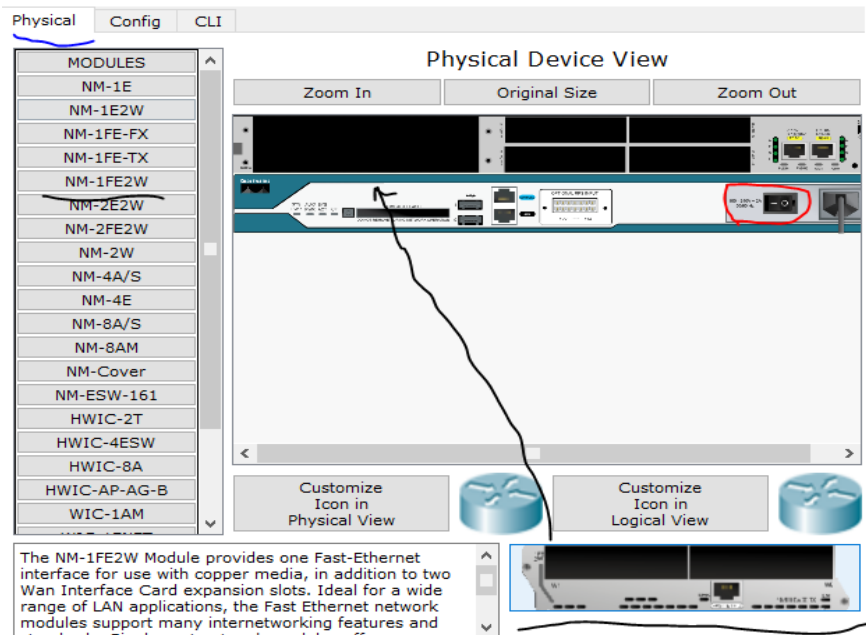 Physical Config CLI
Physical Device View
MODULES
NM-1E
NM-1E2W
NM-1FE-FX
NM-1FE-TX
NM-1FE2W
NM-2E2W
NM-2FE2W
NM-2W
NM-4A/S
NM-4E
NM-8A/S
NM-8AM
NM-Cover
NM-ESW-161
HWIC-2T
HWIC-4ESW
HWIC-8A
HWIC-AP-AG-B
WIC-1AM
Zoom In Original Size Zoom Out
Customize
Icon in
Physical View
Customize
Icon in
Logical View
The NM-1FE2W Module provides one Fast-Ethernet
interface for use with copper media, in addition to two
Wan Interface Card expansion slots. Ideal for a wide
range of LAN applications, the Fast Ethernet network
modules support many internetworking features and